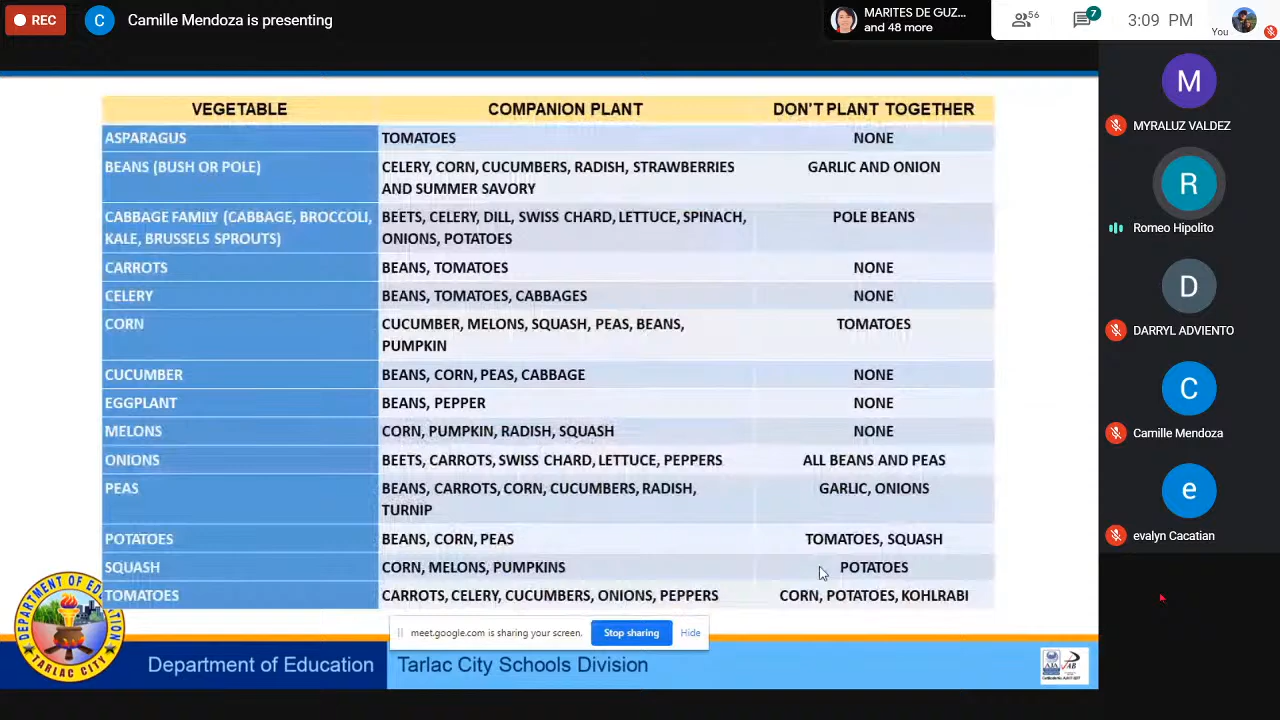 REC
C
Camille Mendoza is presenting
MARITES DE GUZ...
and 48 more
56
7
3:09 PM
You
VEGETABLE COMPANION PLANT DON'T PLANT TOGETHER
ASPARAGUS TOMATOES NONE
BEANS (BUSH OR POLE) CELERY, CORN, CUCUMBERS, RADISH, STRAWBERRIES GARLIC AND ONION
AND SUMMER SAVORY
CABBAGE FAMILY (CABBAGE, BROCCOLI, BEETS, CELERY, DILL, SWISS CHARD, LETTUCE, SPINACH, POLE BEANS
KALE, BRUSSELS SPROUTS) ONIONS, POTATOES
CARROTS BEANS, TOMATOES NONE
CELERY BEANS, TOMATOES, CABBAGES NONE
CORN CUCUMBER, MELONS, SQUASH, PEAS, BEANS, TOMATOES
PUMPKIN
CUCUMBER BEANS, CORN, PEAS, CABBAGE NONE
EGGPLANT BEANS, PEPPER NONE
MELONS CORN, PUMPKIN, RADISH, SQUASH NONE
ONIONS BEETS, CARROTS, SWISS CHARD, LETTUCE, PEPPERS ALL BEANS AND PEAS
PEAS BEANS, CARROTS, CORN, CUCUMBERS, RADISH, GARLIC, ONIONS
TURNIP
POTATOES BEANS, CORN, PEAS TOMATOES, SQUASH
SQUASH CORN, MELONS, PUMPKINS POTATOES
TOMATOES CARROTS, CELERY, CUCUMBERS, ONIONS, PEPPERS CORN, POTATOES, KOHLRABI
meet.google.com is sharing your screen. Stop sharing Hide
DEPARTMENT OF EDUCATION
TARLAC CITY
Department of Education Tarlac City Schools Division
M
MYRALUZ VALDEZ
R
Romeo Hipolito
D
DARRYL ADVIENTO
C
Camille Mendoza
e
evalyn Cacatian